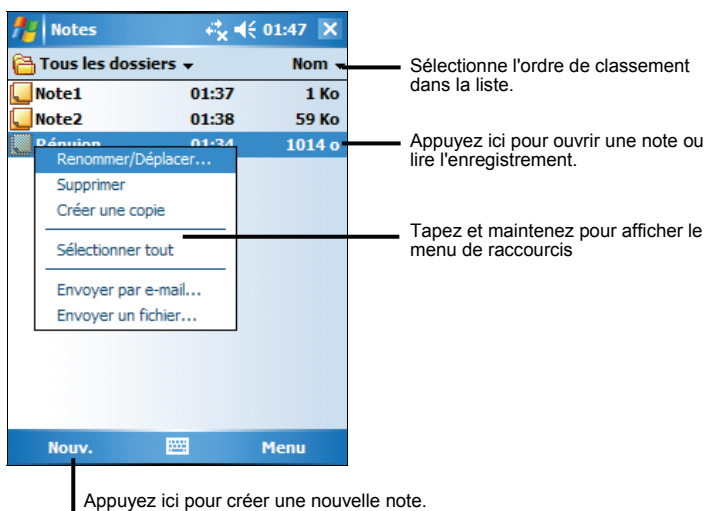 Notes 01:47
Tous les dossiers Nom
Note1 01:37 1 Ko
Note2 01:38 59 Ko
Réunion 01:34 1014 o
Renommer/Déplacer...
Supprimer
Créer une copie
Sélectionner tout
Envoyer par e-mail...
Envoyer un fichier...
Nouv. Menu
Sélectionne l'ordre de classement
dans la liste.
Appuyez ici pour ouvrir une note ou
lire l'enregistrement.
Tapez et maintenez pour afficher le
menu de raccourcis
Appuyez ici pour créer une nouvelle note.